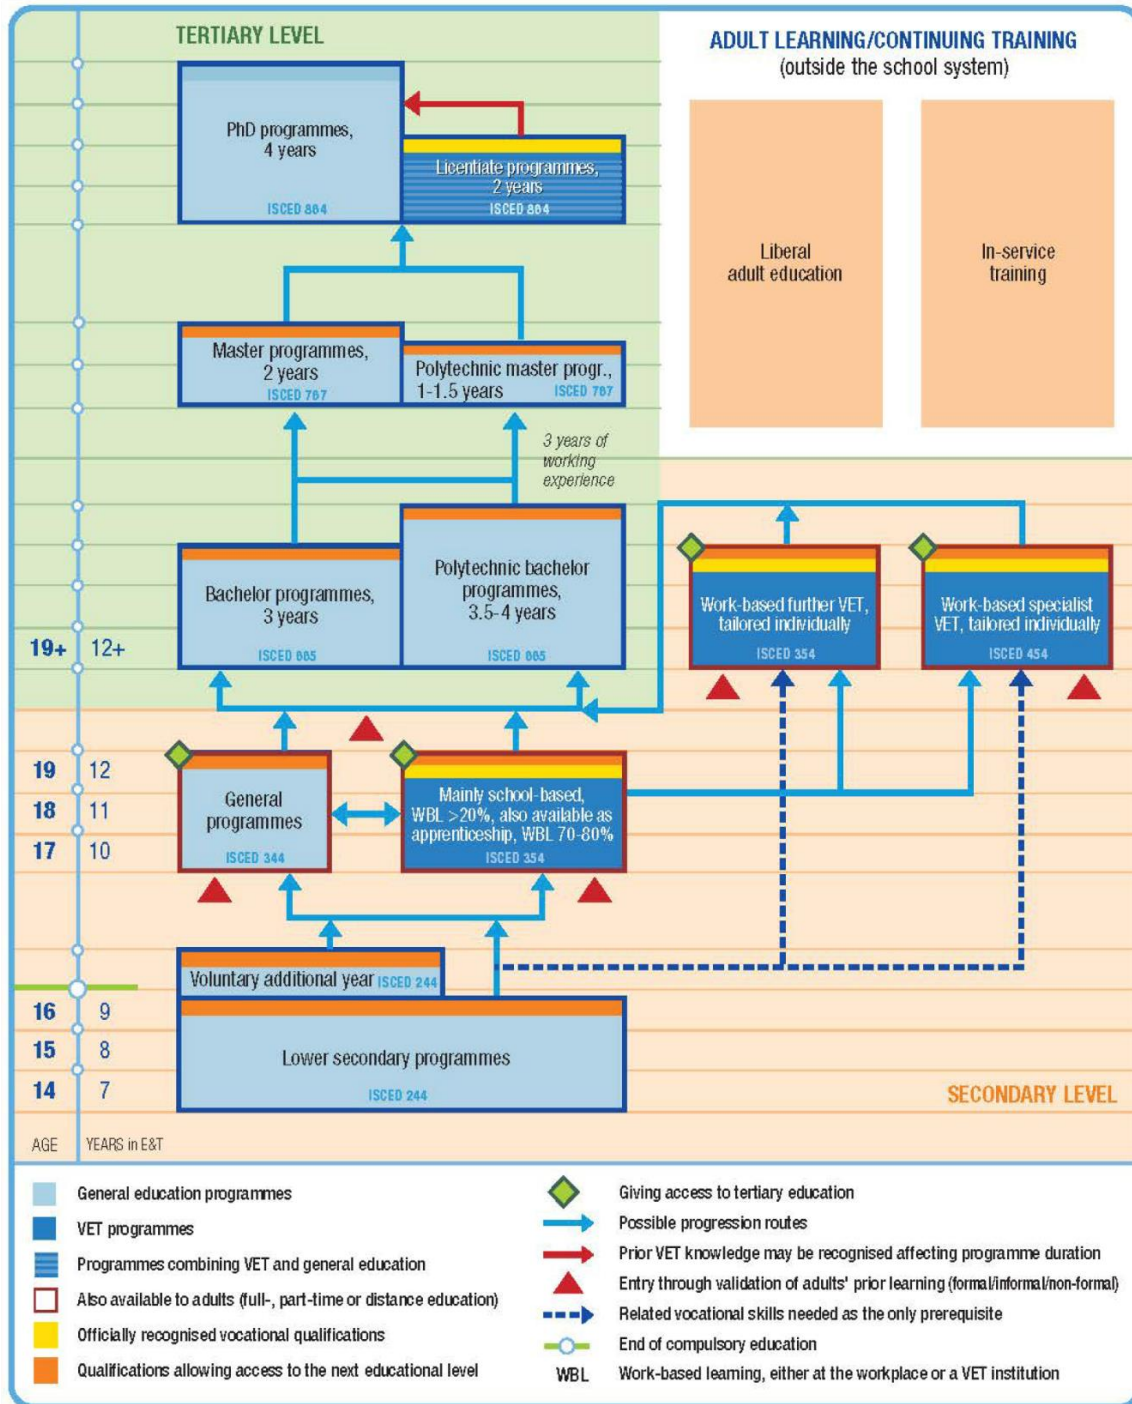 TERTIARY LEVEL
ADULT LEARNING/CONTINUING TRAINING
(outside the school system)
PhD programmes,
4 years
ISCED 864
Licentiate programmes,
2 years
ISCED 864
Liberal
adult education
In-service
training
Master programmes,
2 years
ISCED 767
Polytechnic master progr.,
1-1.5 years
ISCED 767
3 years of
working
experience
Bachelor programmes,
3 years
ISCED 665
Polytechnic bachelor
programmes,
3.5-4 years
ISCED 665
Work-based further VET,
tailored individually
ISCED 354
Work-based specialist
VET, tailored individually
ISCED 454
19+ 12+
19 12
18 11
17 10
General
programmes
ISCED 344
Mainly school-based,
WBL >20%, also available as
apprenticeship, WBL 70-80%
ISCED 354
Voluntary additional year ISCED 244
16 9
15 8
14 7
Lower secondary programmes
ISCED 244
SECONDARY LEVEL
AGE YEARS in E&T
General education programmes
VET programmes
Programmes combining VET and general education
Also available to adults (full-, part-time or distance education)
Officially recognised vocational qualifications
Qualifications allowing access to the next educational level
Giving access to tertiary education
Possible progression routes
Prior VET knowledge may be recognised affecting programme duration
Entry through validation of adults' prior learning (formal/informal/non-formal)
Related vocational skills needed as the only prerequisite
End of compulsory education
WBL Work-based learning, either at the workplace or a VET institution